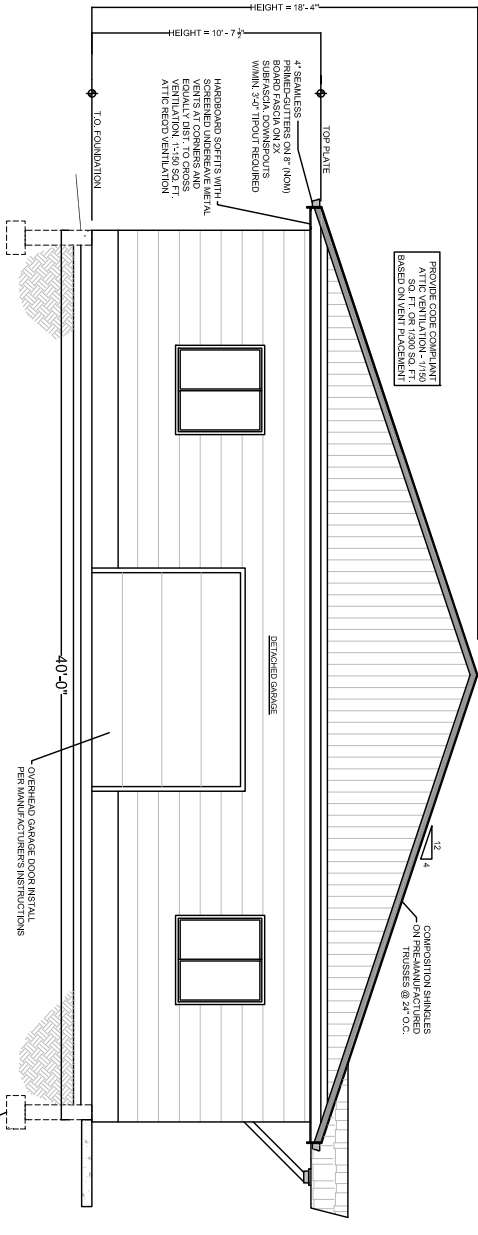 HEIGHT = 18'- 4"
HEIGHT = 10'- 7 1/2"
TOP PLATE
T.O. FOUNDATION
4" SEAMLESS
PRIMED-GUTTERS ON 8" (NOM)
BOARD FASCIA ON 2X
SUBFASCIA. DOWNSPOUTS
W/MIN. 3'-0" TIPOUT REQUIRED
HARDBOARD SOFFITS WITH
SCREENED UNDEREAVE METAL
VENTS AT CORNERS AND
EQUALLY DIST. TO CROSS
VENTILATION. 1'-150 SQ. FT.
ATTIC REQ'D VENTILATION
PROVIDE CODE COMPLIANT
ATTIC VENTILATION - 1/150
SQ. FT. OR 1/300 SQ. FT.
BASED ON VENT PLACEMENT
DETACHED GARAGE
12
4
COMPOSITION SHINGLES
ON PRE-MANUFACTURED
TRUSSES @ 24" O.C.
40'-0"
OVERHEAD GARAGE DOOR INSTALL
PER MANUFACTURER'S INSTRUCTIONS